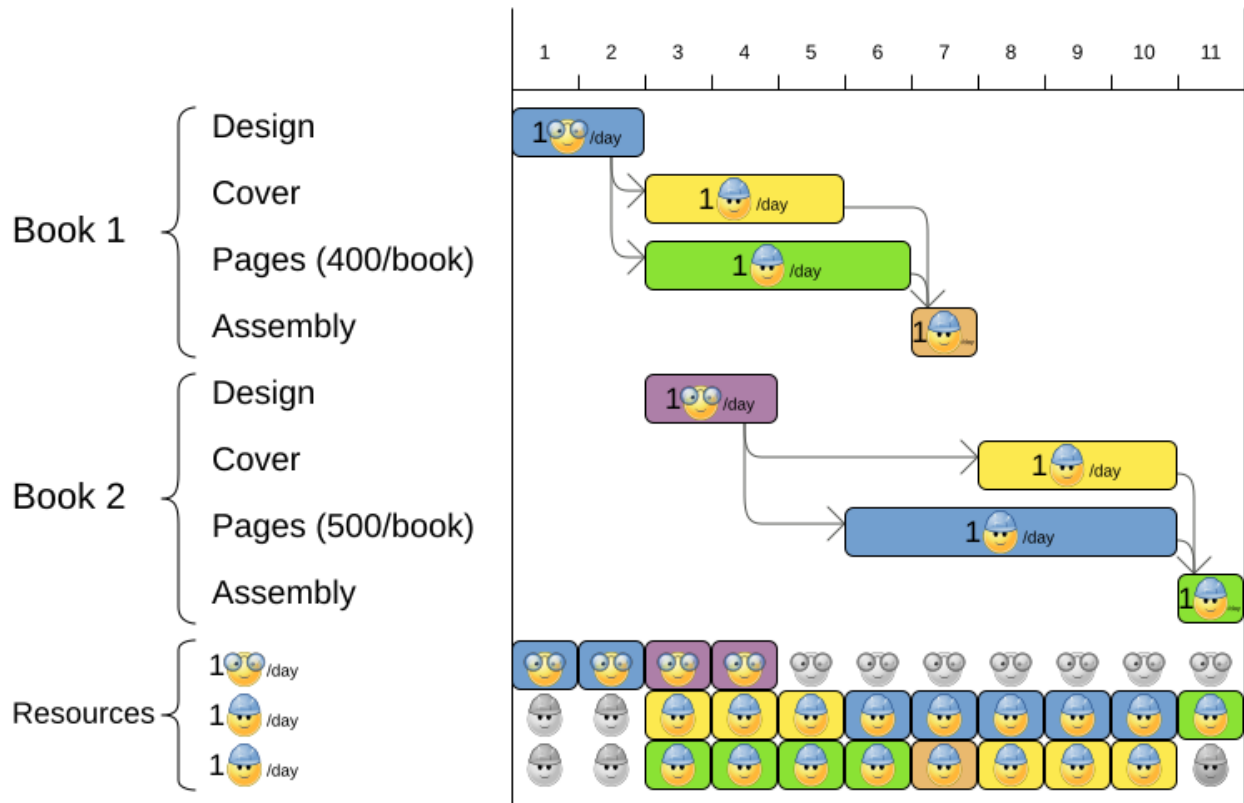 1 2 3 4 5 6 7 8 9 10 11
Book 1
Design
1 /day
Cover
1 /day
Pages (400/book)
1 /day
Assembly
1 /day
Book 2
Design
1 /day
Cover
1 /day
Pages (500/book)
1 /day
Assembly
1 /day
Resources
1 /day
1 /day
1 /day